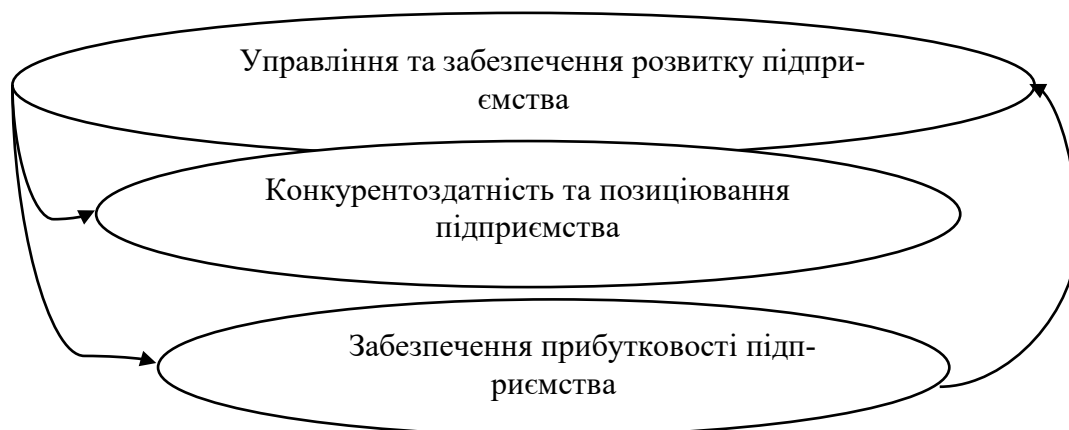 Управління та забезпечення розвитку підпри-
ємства
Конкурентоздатність та позиціювання
підприємства
Забезпечення прибутковості підп-
риємства